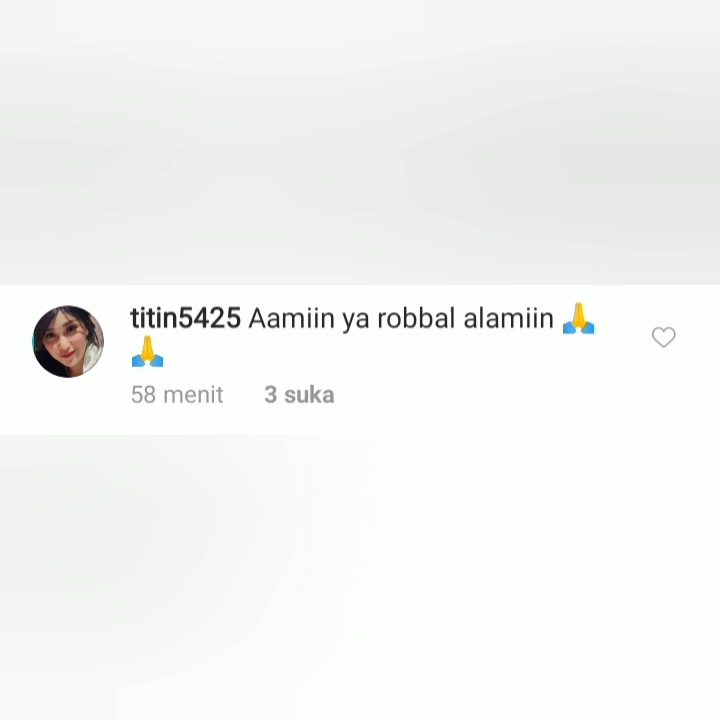 titin5425 Aamiin ya robbal alamiin 🙏
🙏
58 menit 3 suka